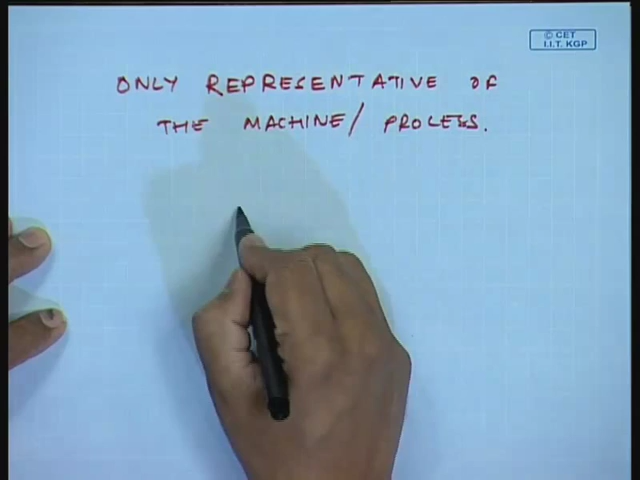 © CET
I.I.T. KGP
ONLY REPRESENTATIVE OF
THE MACHINE/ PROCESS.